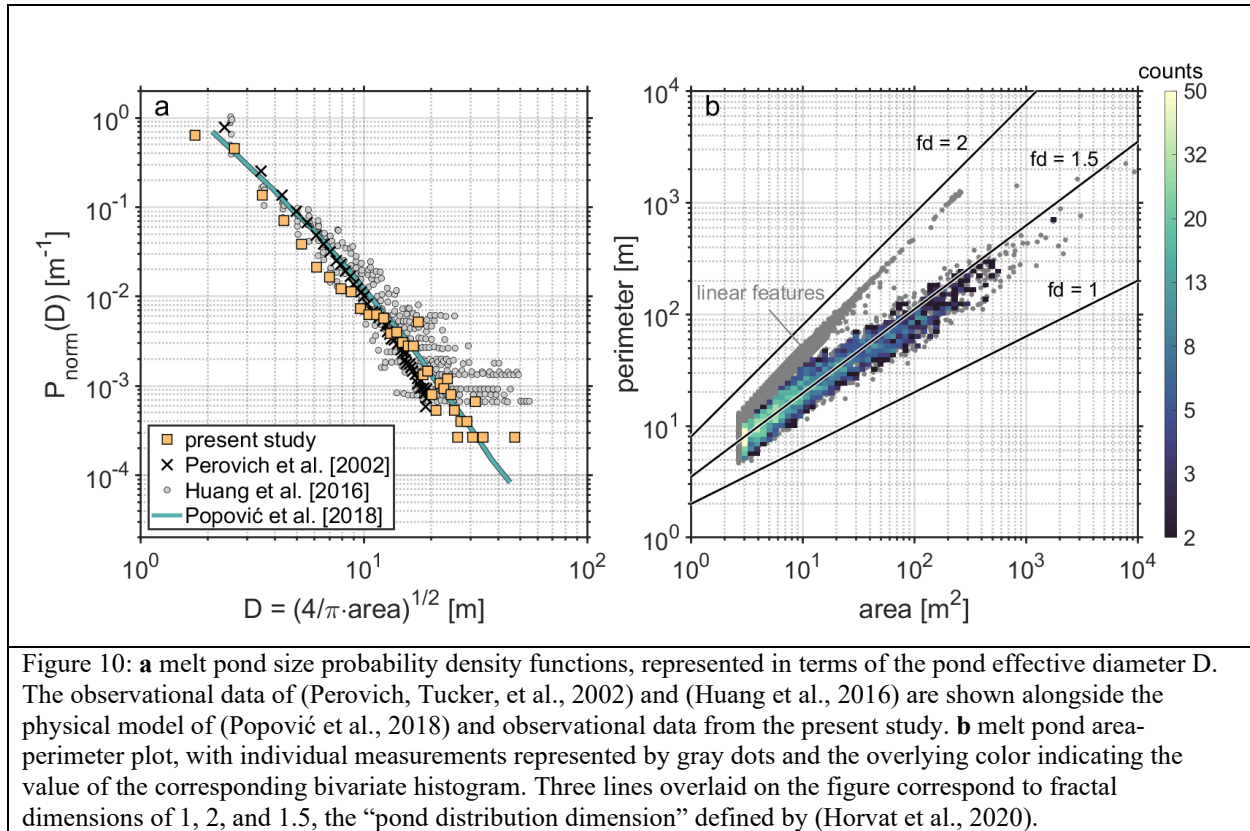 a
10^0
10^-1
10^-2
10^-3
10^-4
P_norm(D) [m^-1]
present study
Perovich et al. [2002]
Huang et al. [2016]
Popović et al. [2018]
10^0
10^1
10^2
D = (4/π·area)^1/2 [m]
b
10^4
10^3
10^2
10^1
10^0
perimeter [m]
fd = 2
fd = 1.5
fd = 1
linear features
10^0
10^1
10^2
10^3
10^4
area [m^2]
counts
50
32
20
13
8
5
3
2
Figure 10: a melt pond size probability density functions, represented in terms of the pond effective diameter D.
The observational data of (Perovich, Tucker, et al., 2002) and (Huang et al., 2016) are shown alongside the
physical model of (Popović et al., 2018) and observational data from the present study. b melt pond area-
perimeter plot, with individual measurements represented by gray dots and the overlying color indicating the
value of the corresponding bivariate histogram. Three lines overlaid on the figure correspond to fractal
dimensions of 1, 2, and 1.5, the “pond distribution dimension” defined by (Horvat et al., 2020).